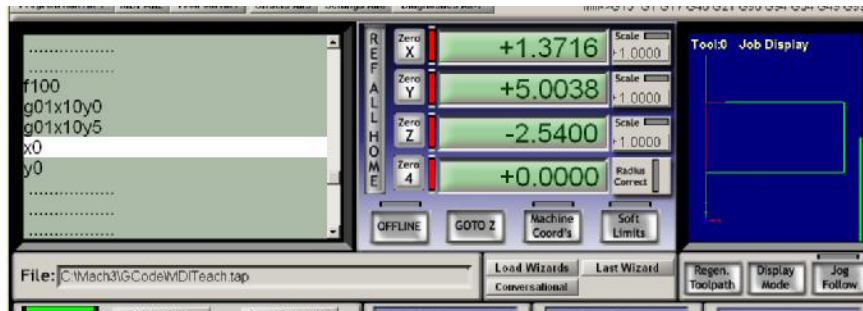 ..................
..................
f100
g01x10y0
g01x10y5
x0
y0
..................
..................
..................
File: C:\Mach3\GCode\MDITeach.tap
REF ALL HOME
Zero X +1.3716 Scale +1.0000
Zero Y +5.0038 Scale +1.0000
Zero Z -2.5400 Scale +1.0000
Zero 4 +0.0000 Radius Correct
OFFLINE GOTO Z Machine Coord's Soft Limits
Load Wizards Last Wizard
Conversational
Tool:0 Job Display
Regen. Toolpath Display Mode Jog Follow